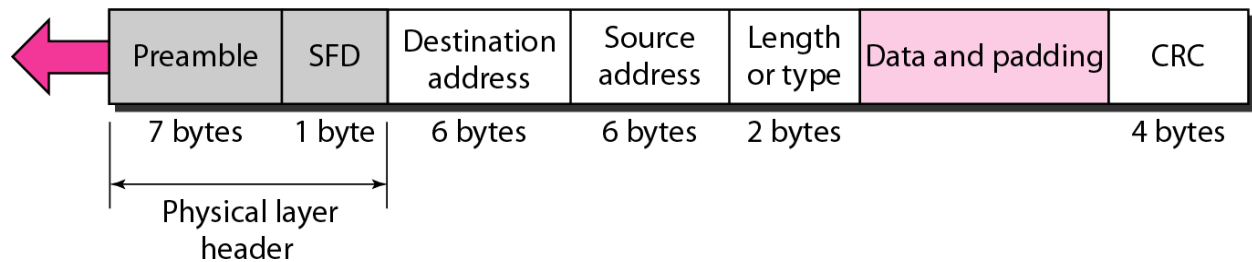 Preamble
SFD
Destination
address
Source
address
Length
or type
Data and padding
CRC
7 bytes
1 byte
6 bytes
6 bytes
2 bytes
4 bytes
Physical layer
header